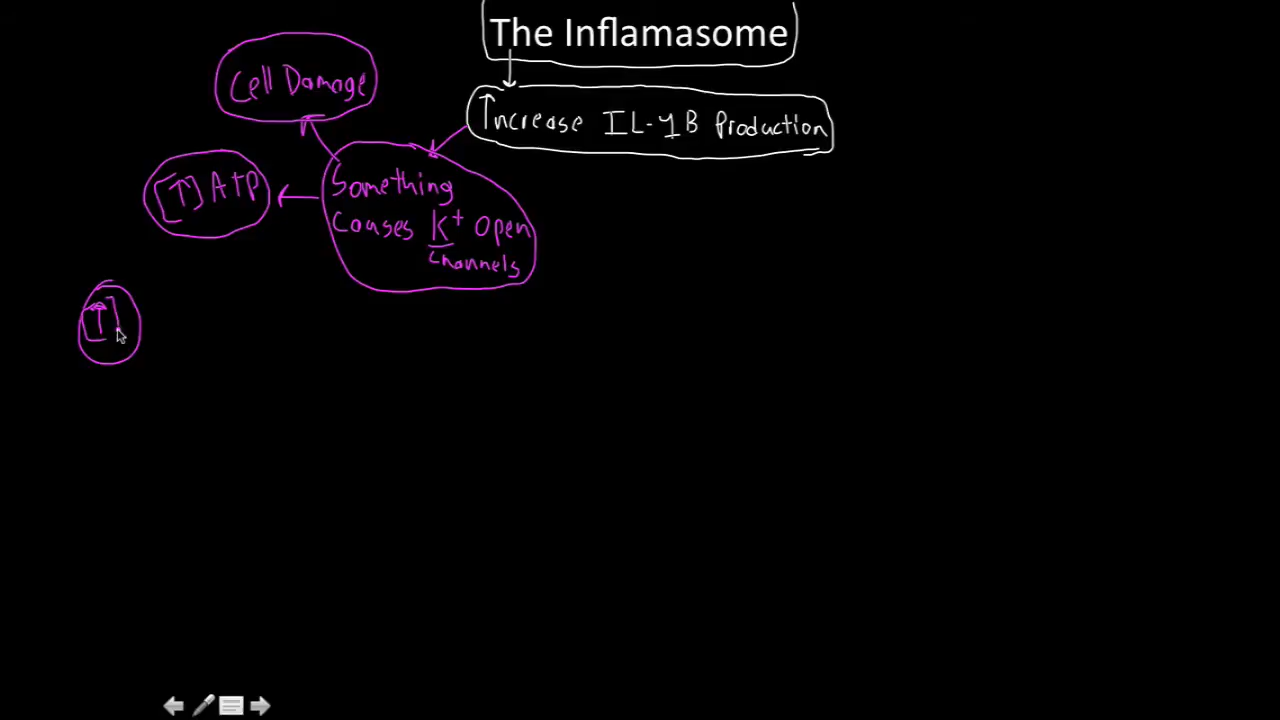 The Inflamasome
Increase IL-1B Production
Cell Damage
[↑] ATP
Something
Causes K+ Open
Channels
[↑]